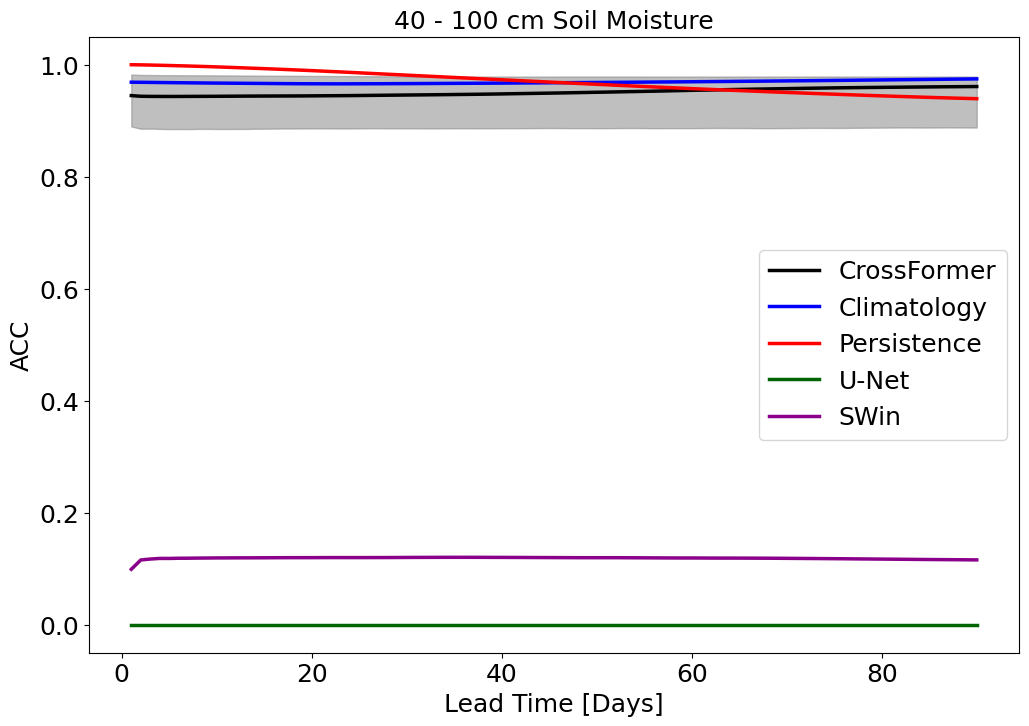 40 - 100 cm Soil Moisture
ACC
1.0
0.8
0.6
0.4
0.2
0.0
CrossFormer
Climatology
Persistence
U-Net
SWin
0
20
40
60
80
Lead Time [Days]